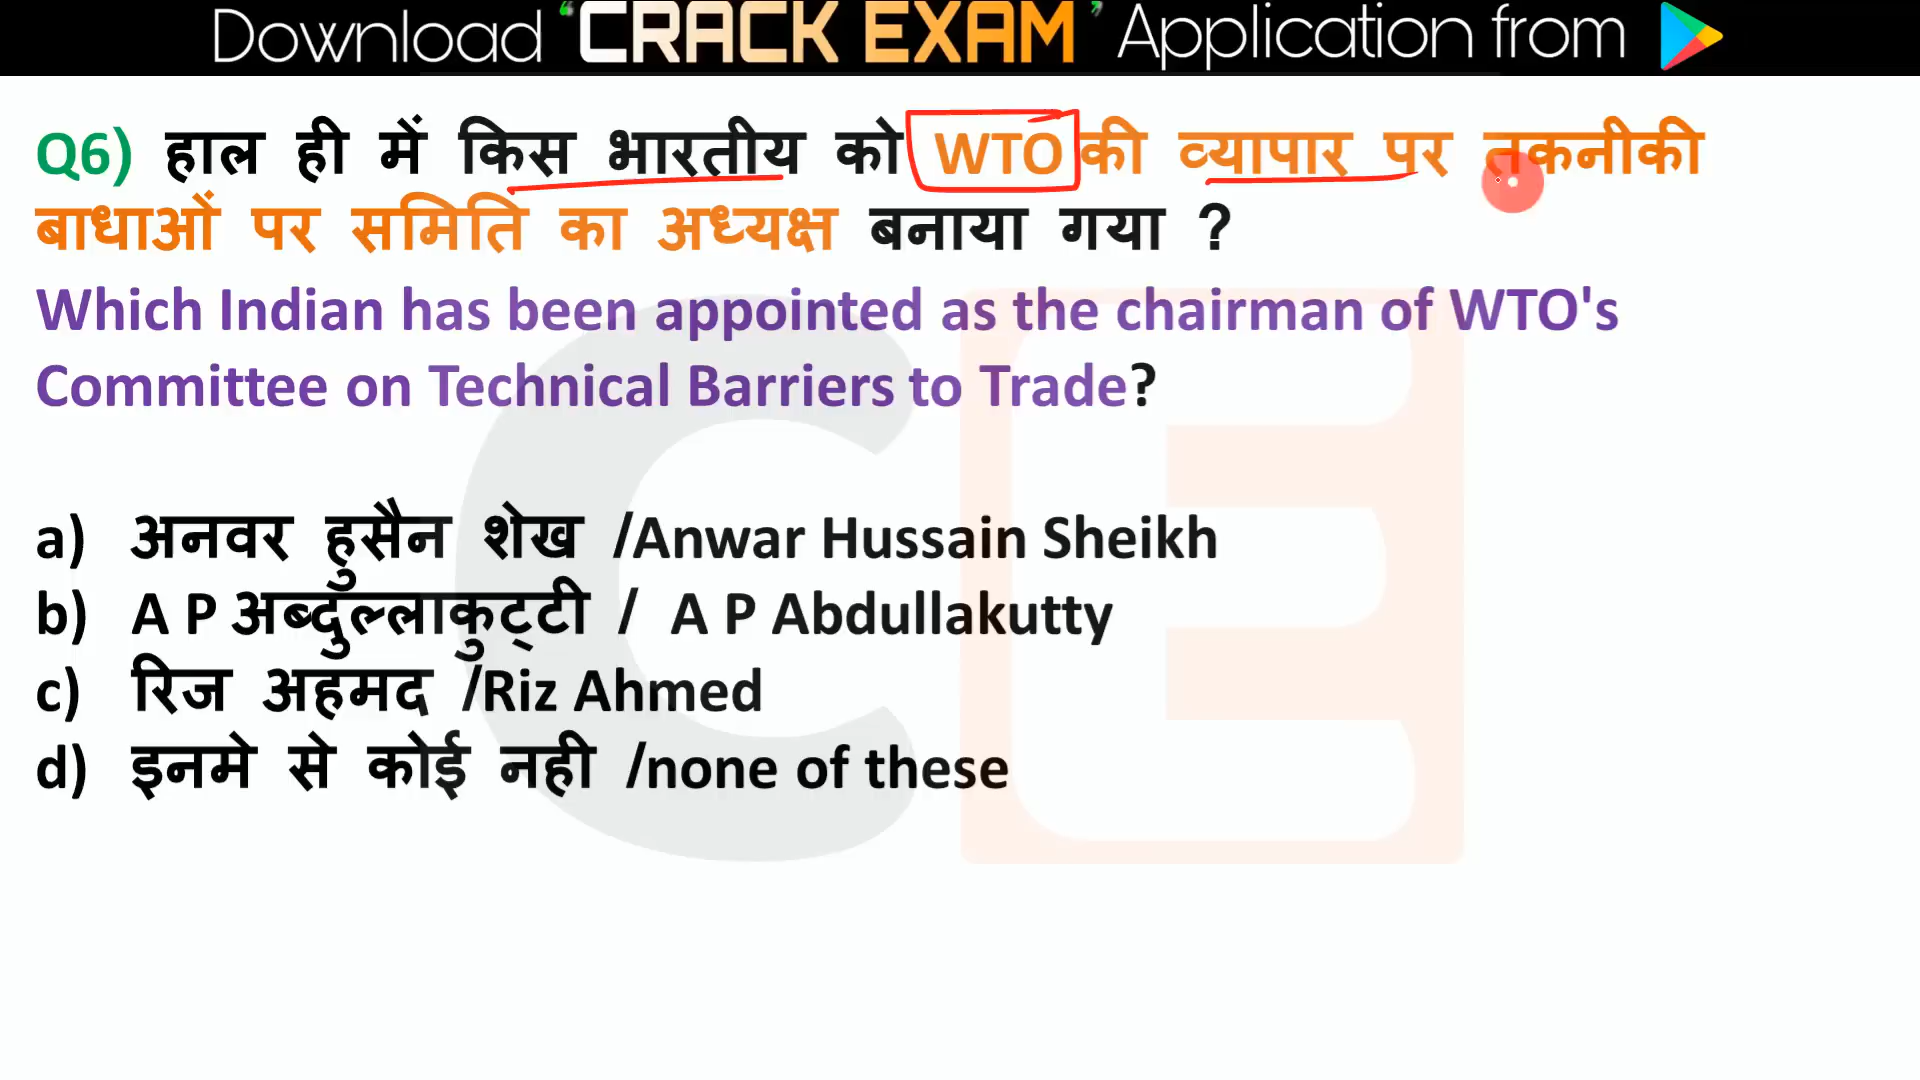 Download ‘CRACK EXAM’ Application from
Q6) हाल ही में किस भारतीय को WTO की व्यापार पर तकनीकी
बाधाओं पर समिति का अध्यक्ष बनाया गया ?
Which Indian has been appointed as the chairman of WTO's
Committee on Technical Barriers to Trade?
a) अनवर हुसैन शेख /Anwar Hussain Sheikh
b) A P अब्दुल्लाकुट्टी / A P Abdullakutty
c) रिज अहमद /Riz Ahmed
d) इनमे से कोई नही /none of these
CE